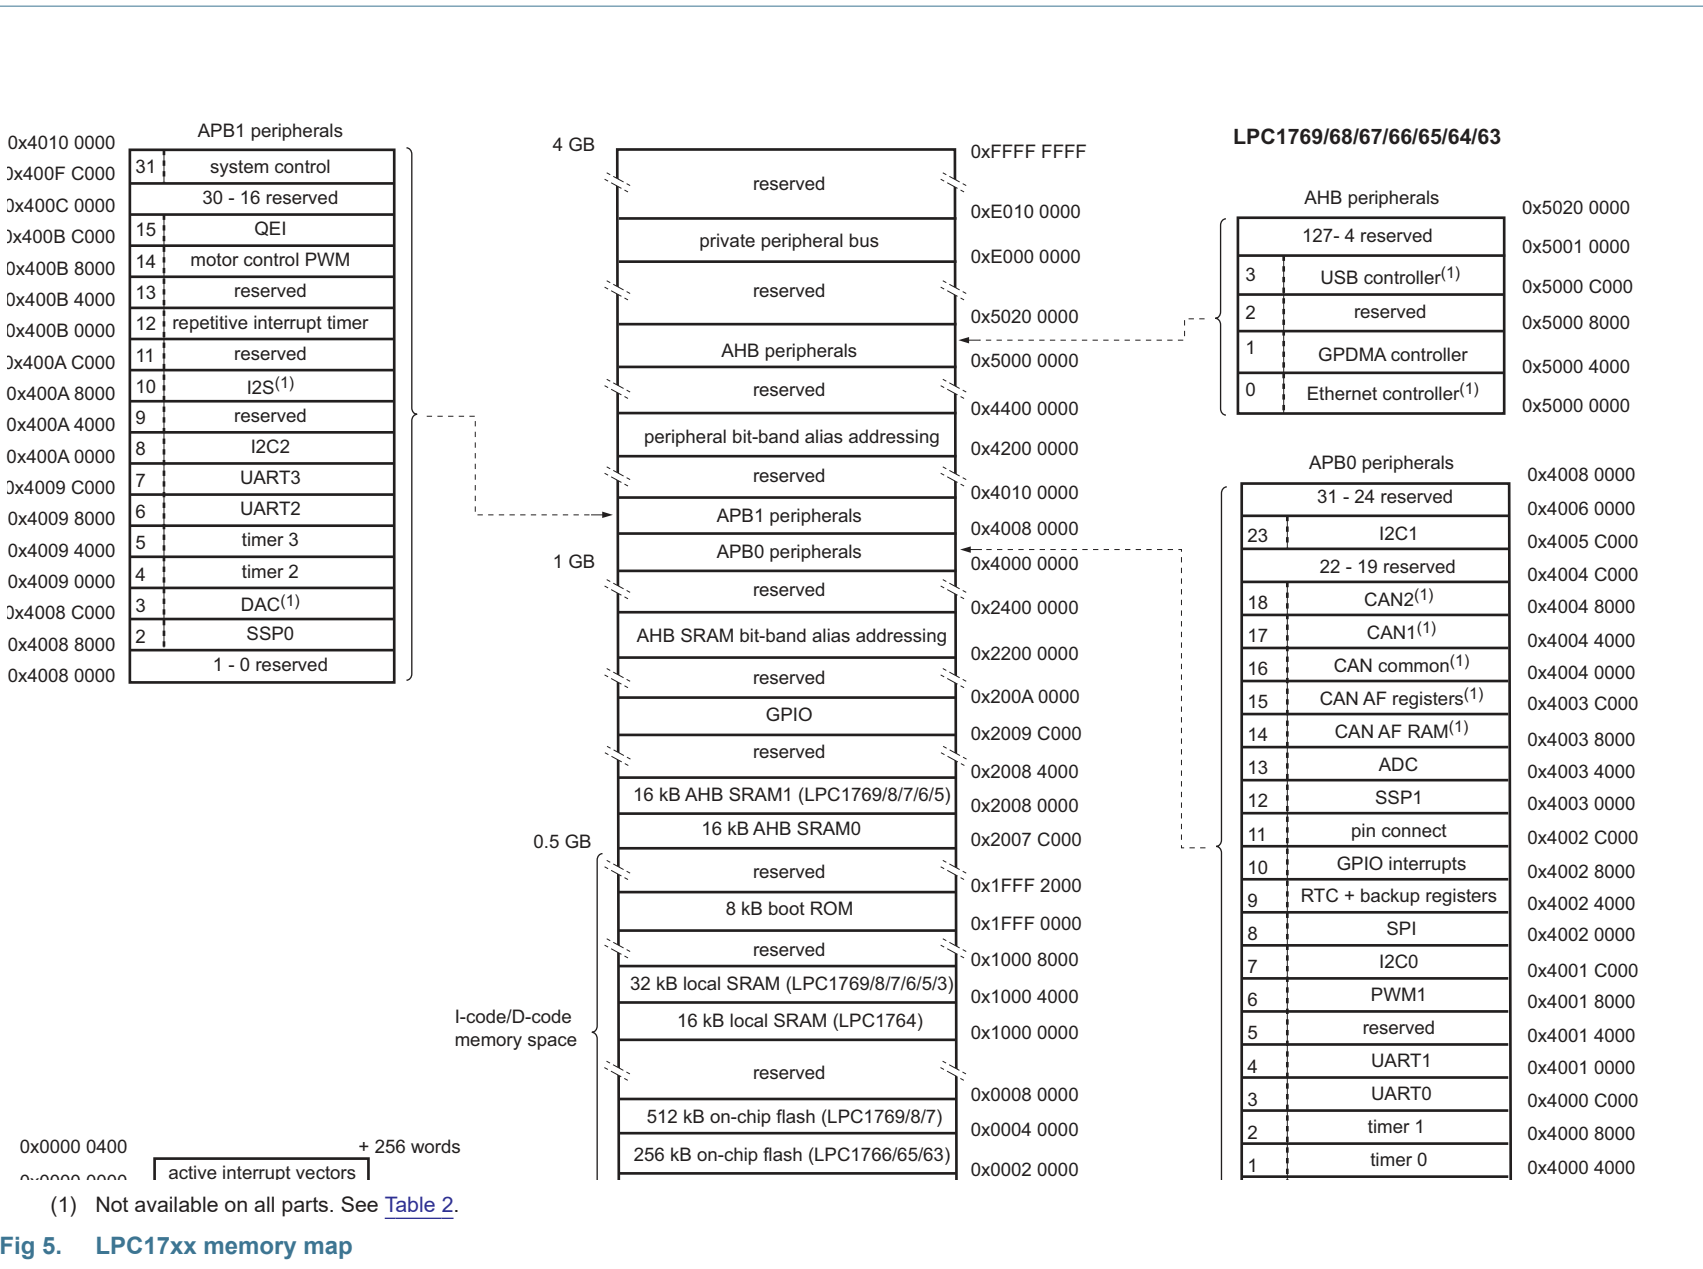 APB1 peripherals
0x4010 0000
31 system control
0x400F C000
30 - 16 reserved
0x400C 0000
15 QEI
0x400B C000
14 motor control PWM
0x400B 8000
13 reserved
0x400B 4000
12 repetitive interrupt timer
0x400B 0000
11 reserved
0x400A C000
10 I2S(1)
0x400A 8000
9 reserved
0x400A 4000
8 I2C2
0x400A 0000
7 UART3
0x4009 C000
6 UART2
0x4009 8000
5 timer 3
0x4009 4000
4 timer 2
0x4009 0000
3 DAC(1)
0x4008 C000
2 SSP0
0x4008 8000
1 - 0 reserved
0x4008 0000
4 GB
0xFFFF FFFF
reserved
0xE010 0000
private peripheral bus
0xE000 0000
reserved
0x5020 0000
AHB peripherals
0x5000 0000
reserved
0x4400 0000
peripheral bit-band alias addressing
0x4200 0000
reserved
0x4010 0000
APB1 peripherals
0x4008 0000
APB0 peripherals
1 GB
0x4000 0000
reserved
0x2400 0000
AHB SRAM bit-band alias addressing
0x2200 0000
reserved
0x200A 0000
GPIO
0x2009 C000
reserved
0x2008 4000
16 kB AHB SRAM1 (LPC1769/8/7/6/5)
0x2008 0000
16 kB AHB SRAM0
0.5 GB
0x2007 C000
reserved
0x1FFF 2000
8 kB boot ROM
0x1FFF 0000
reserved
0x1000 8000
32 kB local SRAM (LPC1769/8/7/6/5/3)
0x1000 4000
16 kB local SRAM (LPC1764)
0x1000 0000
I-code/D-code
memory space
reserved
0x0008 0000
512 kB on-chip flash (LPC1769/8/7)
0x0004 0000
256 kB on-chip flash (LPC1766/65/63)
0x0002 0000
LPC1769/68/67/66/65/64/63
AHB peripherals
0x5020 0000
127- 4 reserved
0x5001 0000
3 USB controller(1)
0x5000 C000
2 reserved
0x5000 8000
1 GPDMA controller
0x5000 4000
0 Ethernet controller(1)
0x5000 0000
APB0 peripherals
0x4008 0000
31 - 24 reserved
0x4006 0000
23 I2C1
0x4005 C000
22 - 19 reserved
0x4004 C000
18 CAN2(1)
0x4004 8000
17 CAN1(1)
0x4004 4000
16 CAN common(1)
0x4004 0000
15 CAN AF registers(1)
0x4003 C000
14 CAN AF RAM(1)
0x4003 8000
13 ADC
0x4003 4000
12 SSP1
0x4003 0000
11 pin connect
0x4002 C000
10 GPIO interrupts
0x4002 8000
9 RTC + backup registers
0x4002 4000
8 SPI
0x4002 0000
7 I2C0
0x4001 C000
6 PWM1
0x4001 8000
5 reserved
0x4001 4000
4 UART1
0x4001 0000
3 UART0
0x4000 C000
2 timer 1
0x4000 8000
1 timer 0
0x4000 4000
0x0000 0400
+ 256 words
active interrupt vectors
(1) Not available on all parts. See Table 2.
Fig 5. LPC17xx memory map